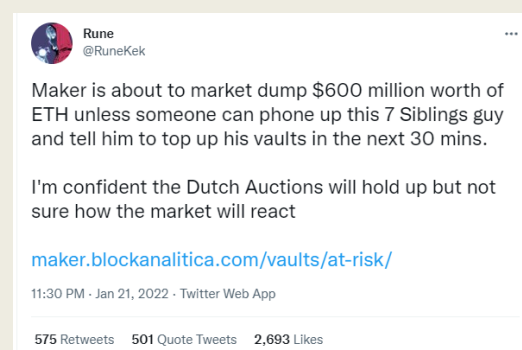 Rune
@RuneKek
Maker is about to market dump $600 million worth of
ETH unless someone can phone up this 7 Siblings guy
and tell him to top up his vaults in the next 30 mins.
I'm confident the Dutch Auctions will hold up but not
sure how the market will react
maker.blockanalitica.com/vaults/at-risk/
11:30 PM · Jan 21, 2022 · Twitter Web App
575 Retweets 501 Quote Tweets 2,693 Likes